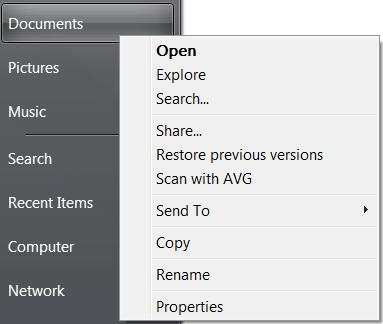 Documents
Pictures
Music
Search
Recent Items
Computer
Network
Open
Explore
Search...
Share...
Restore previous versions
Scan with AVG
Send To
Copy
Rename
Properties